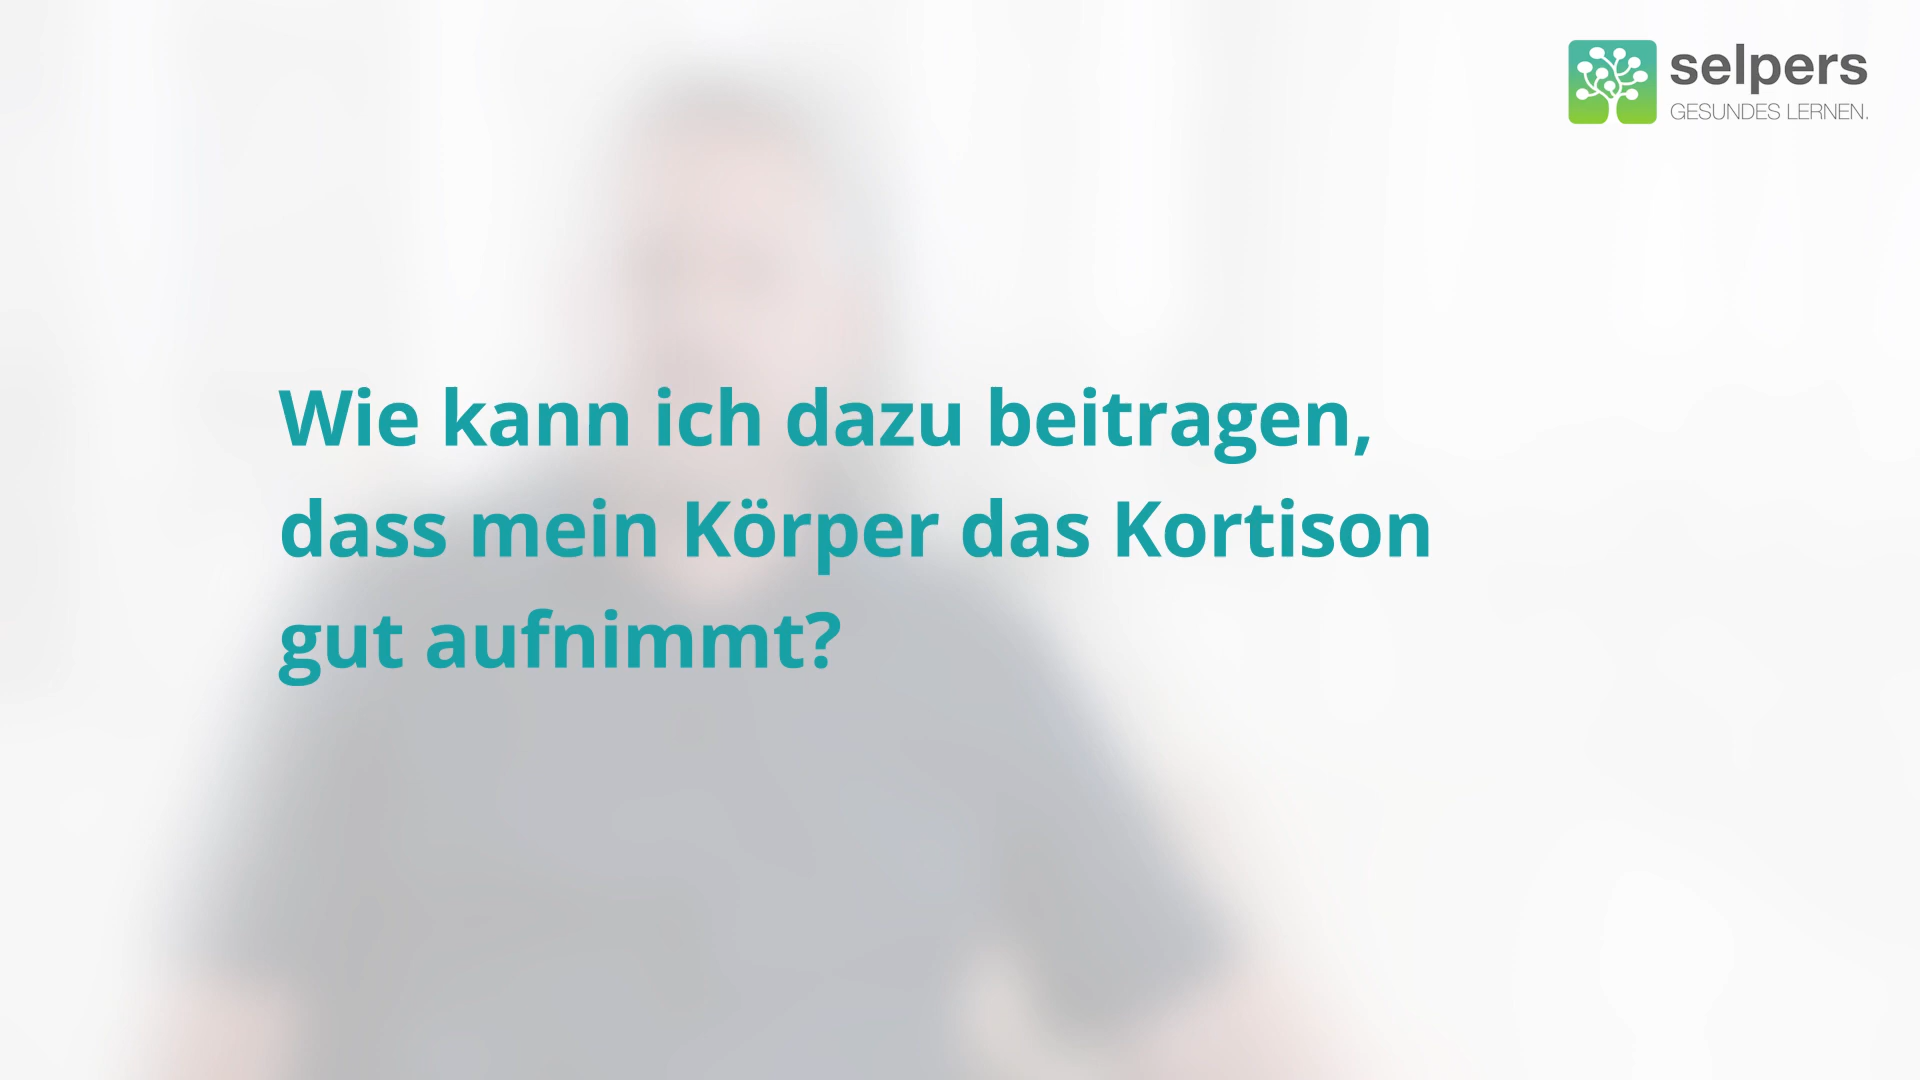 selpers
GESUNDES LERNEN.
Wie kann ich dazu beitragen,
dass mein Körper das Kortison
gut aufnimmt?